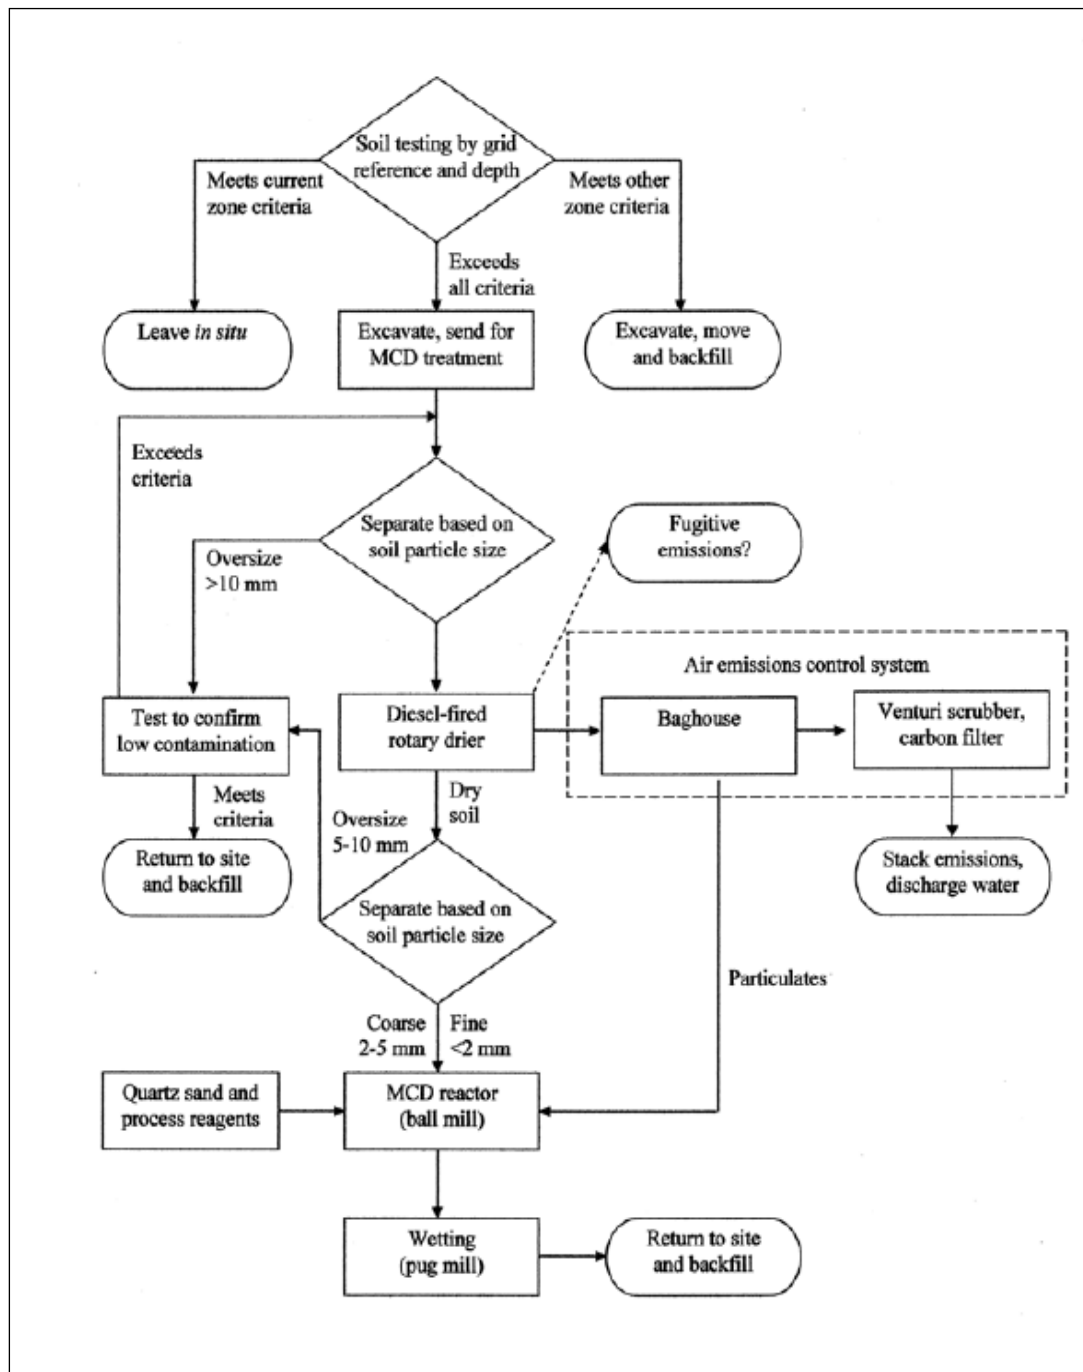 Soil testing by grid
reference and depth
Meets current
zone criteria
Meets other
zone criteria
Exceeds
all criteria
Leave in situ
Excavate, send for
MCD treatment
Excavate, move
and backfill
Exceeds
criteria
Separate based on
soil particle size
Fugitive
emissions?
Oversize
>10 mm
Air emissions control system
Test to confirm
low contamination
Diesel-fired
rotary drier
Baghouse
Venturi scrubber,
carbon filter
Meets
criteria
Oversize
5-10 mm
Dry
soil
Return to site
and backfill
Stack emissions,
discharge water
Separate based on
soil particle size
Particulates
Coarse
2-5 mm
Fine
<2 mm
Quartz sand and
process reagents
MCD reactor
(ball mill)
Wetting
(pug mill)
Return to site
and backfill